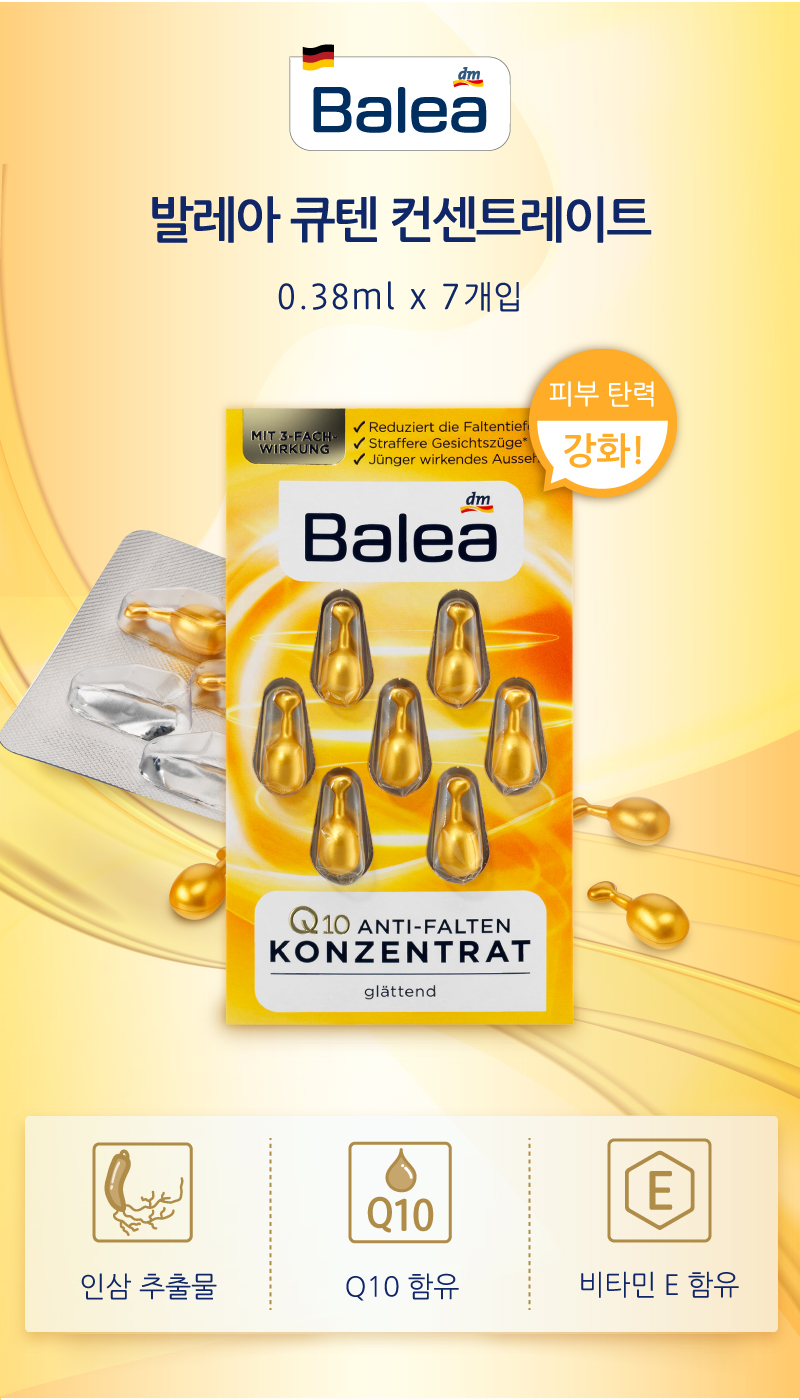 dm
Balea
발레아 큐텐 컨센트레이트
0.38ml x 7개입
피부 탄력
강화!
MIT 3-FACH-
WIRKUNG
✓ Reduziert die
✓ Straffere Gesichtszüge*
✓ Jünger wirkendes
dm
Balea
Q10 ANTI-FALTEN
KONZENTRAT
glättend
Q10
E
인삼 추출물
Q10 함유
비타민 E 함유